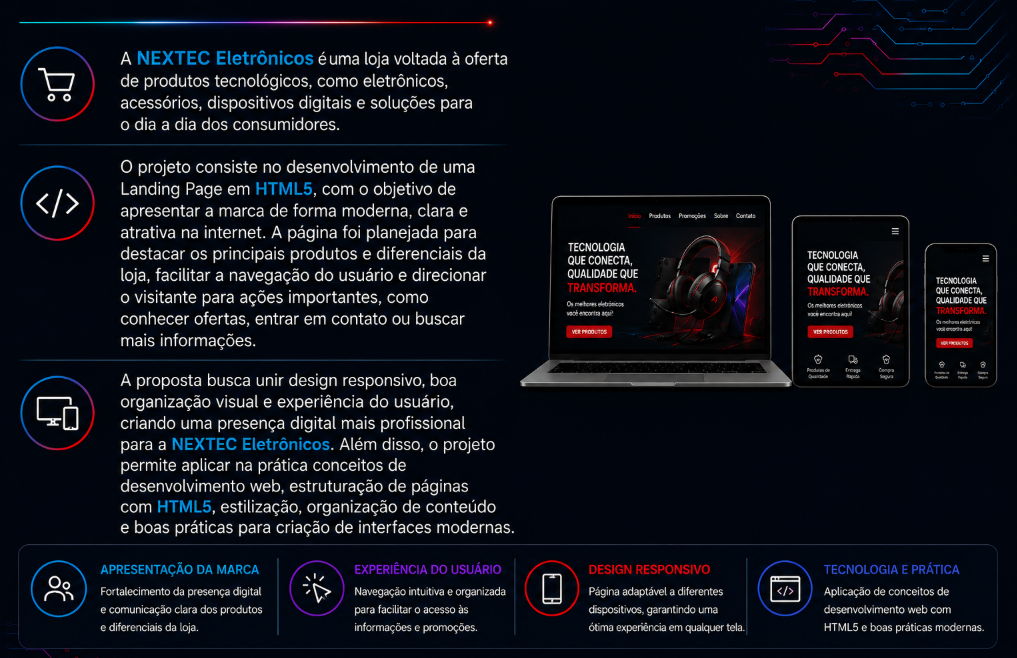 A NEXTEC Eletrônicos é uma loja voltada à oferta
de produtos tecnológicos, como eletrônicos,
acessórios, dispositivos digitais e soluções para
o dia a dia dos consumidores.
O projeto consiste no desenvolvimento de uma
Landing Page em HTML5, com o objetivo de
apresentar a marca de forma moderna, clara e
atrativa na internet. A página foi planejada para
destacar os principais produtos e diferenciais da
loja, facilitar a navegação do usuário e direcionar
o visitante para ações importantes, como
conhecer ofertas, entrar em contato ou buscar
mais informações.
A proposta busca unir design responsivo, boa
organização visual e experiência do usuário,
criando uma presença digital mais profissional
para a NEXTEC Eletrônicos. Além disso, o projeto
permite aplicar na prática conceitos de
desenvolvimento web, estruturação de páginas
com HTML5, estilização, organização de conteúdo
e boas práticas para criação de interfaces modernas.
Início Produtos Promoções Sobre Contato
TECNOLOGIA
QUE CONECTA,
QUALIDADE QUE
TRANSFORMA.
Os melhores eletrônicos
você encontra aqui!
VER PRODUTOS
TECNOLOGIA
QUE CONECTA,
QUALIDADE QUE
TRANSFORMA.
Os melhores eletrônicos
você encontra aqui!
VER PRODUTOS
Produtos de
Qualidade
Entrega
Rápida
Compra
Segura
TECNOLOGIA
QUE CONECTA,
QUALIDADE QUE
TRANSFORMA.
Os melhores eletrônicos
você encontra aqui!
VER PRODUTOS
Produtos de
Qualidade
Entrega
Rápida
Compra
Segura
APRESENTAÇÃO DA MARCA
Fortalecimento da presença digital
e comunicação clara dos produtos
e diferenciais da loja.
EXPERIÊNCIA DO USUÁRIO
Navegação intuitiva e organizada
para facilitar o acesso às
informações e promoções.
DESIGN RESPONSIVO
Página adaptável a diferentes
dispositivos, garantindo uma
ótima experiência em qualquer tela.
TECNOLOGIA E PRÁTICA
Aplicação de conceitos de
desenvolvimento web com
HTML5 e boas práticas modernas.